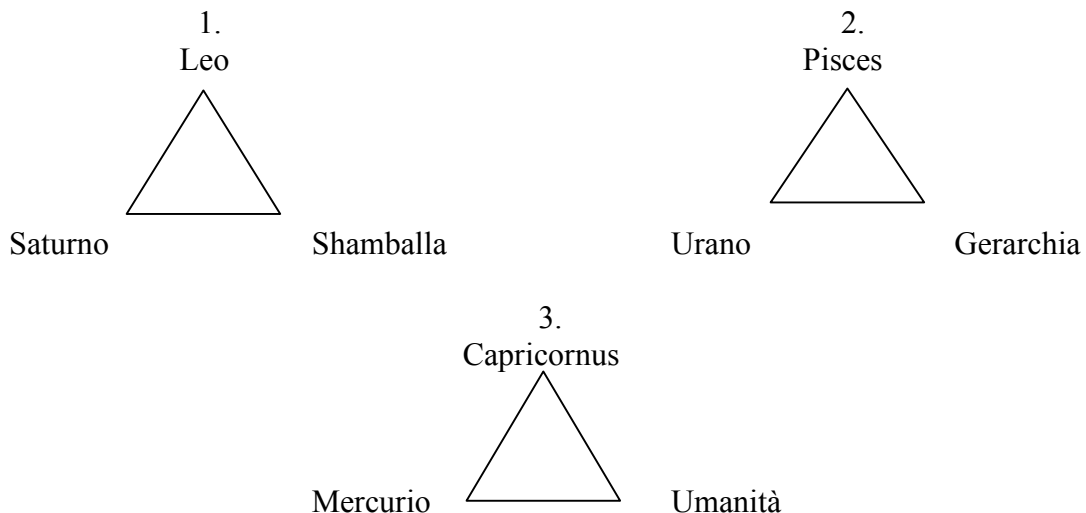 1.
Leo
Saturno
Shamballa
2.
Pisces
Urano
Gerarchia
3.
Capricornus
Mercurio
Umanità